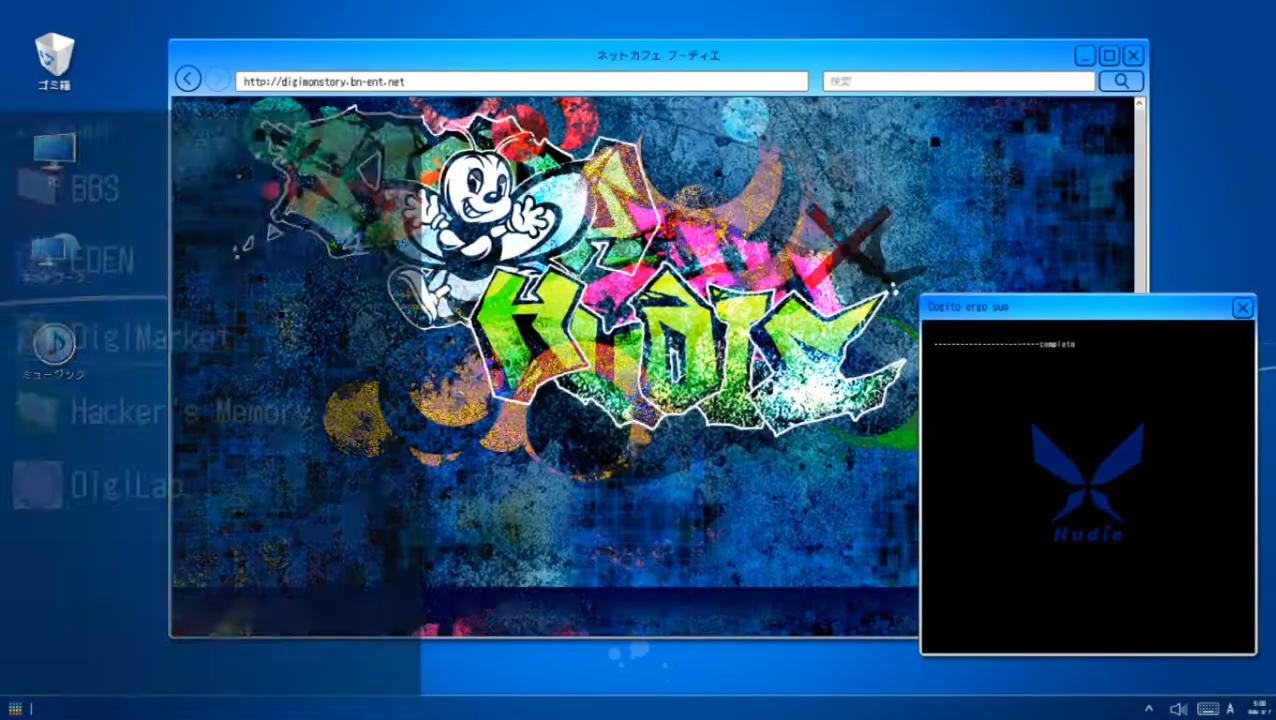 ゴミ箱
ネットカフェ フーディエ
http://digimonstory.bn-ent.net
検索
BBS
EDEN
DigiMarket
ミュージック
Hacker's Memory
DigiLab
HUDIE
Cogito ergo sum
------------------------complete
Hudie
A
9:00